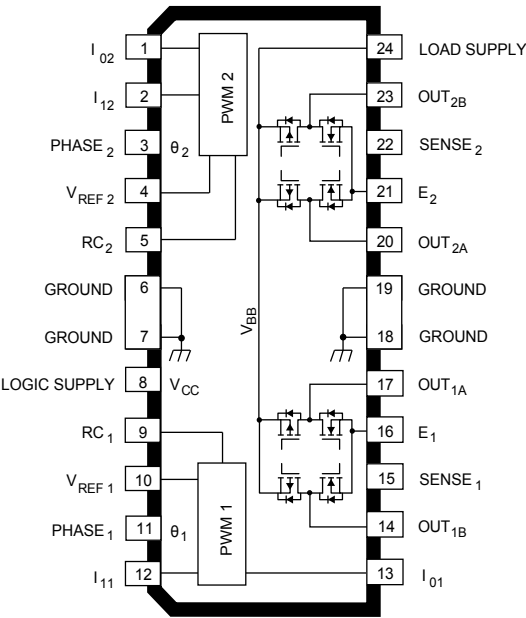 I02 1 24 LOAD SUPPLY
I12 2 PWM 2 23 OUT2B
PHASE2 3 θ2 22 SENSE2
VREF 2 4 21 E2
RC2 5 20 OUT2A
GROUND 6 19 GROUND
GROUND 7 VBB 18 GROUND
LOGIC SUPPLY 8 VCC 17 OUT1A
RC1 9 16 E1
VREF 1 10 15 SENSE1
PHASE1 11 θ1 PWM 1 14 OUT1B
I11 12 13 I01